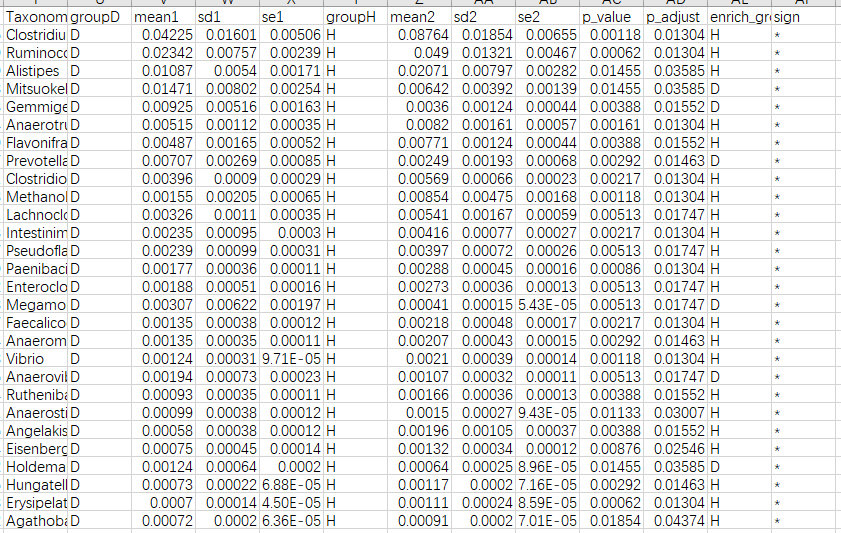 Taxonom groupD mean1 sd1 se1 groupH mean2 sd2 se2 p_value p_adjust enrich_gr sign
Clostridiu D 0.04225 0.01601 0.00506 H 0.08764 0.01854 0.00655 0.00118 0.01304 H *
Ruminoco D 0.02342 0.00757 0.00239 H 0.049 0.01321 0.00467 0.00062 0.01304 H *
Alistipes D 0.01087 0.0054 0.00171 H 0.02071 0.00797 0.00282 0.01455 0.03585 H *
Mitsuokel D 0.01471 0.00802 0.00254 H 0.00642 0.00392 0.00139 0.01455 0.03585 D *
Gemmige D 0.00925 0.00516 0.00163 H 0.0036 0.00124 0.00044 0.00388 0.01552 D *
Anaerotru D 0.00515 0.00112 0.00035 H 0.0082 0.00161 0.00057 0.00161 0.01304 H *
Flavonifra D 0.00487 0.00165 0.00052 H 0.00771 0.00124 0.00044 0.00388 0.01552 H *
Prevotella D 0.00707 0.00269 0.00085 H 0.00249 0.00193 0.00068 0.00292 0.01463 D *
Clostridio D 0.00396 0.0009 0.00029 H 0.00569 0.00066 0.00023 0.00217 0.01304 H *
Methanol D 0.00155 0.00205 0.00065 H 0.00854 0.00475 0.00168 0.00118 0.01304 H *
Lachnoclo D 0.00326 0.0011 0.00035 H 0.00541 0.00167 0.00059 0.00513 0.01747 H *
Intestinim D 0.00235 0.00095 0.0003 H 0.00416 0.00077 0.00027 0.00217 0.01304 H *
Pseudofla D 0.00239 0.00099 0.00031 H 0.00397 0.00072 0.00026 0.00513 0.01747 H *
Paenibaci D 0.00177 0.00036 0.00011 H 0.00288 0.00045 0.00016 0.00086 0.01304 H *
Enteroclo D 0.00188 0.00051 0.00016 H 0.00273 0.00036 0.00013 0.00513 0.01747 H *
Megamo D 0.00307 0.00622 0.00197 H 0.00041 0.00015 5.43E-05 0.00513 0.01747 D *
Faecalico D 0.00135 0.00038 0.00012 H 0.00218 0.00048 0.00017 0.00217 0.01304 H *
Anaerom D 0.00135 0.00035 0.00011 H 0.00207 0.00043 0.00015 0.00292 0.01463 H *
Vibrio D 0.00124 0.00031 9.71E-05 H 0.0021 0.00039 0.00014 0.00118 0.01304 H *
Anaerovi D 0.00194 0.00073 0.00023 H 0.00107 0.00032 0.00011 0.00513 0.01747 D *
Rutheniba D 0.00093 0.00035 0.00011 H 0.00166 0.00036 0.00013 0.00388 0.01552 H *
Anaerosti D 0.00099 0.00038 0.00012 H 0.0015 0.00027 9.43E-05 0.01133 0.03007 H *
Angelakis D 0.00058 0.00038 0.00012 H 0.00196 0.00105 0.00037 0.00388 0.01552 H *
Eisenberg D 0.00075 0.00045 0.00014 H 0.00132 0.00034 0.00012 0.00876 0.02546 H *
Holdema D 0.00124 0.00064 0.0002 H 0.00064 0.00025 8.96E-05 0.01455 0.03585 D *
Hungatell D 0.00073 0.00022 6.88E-05 H 0.00117 0.0002 7.16E-05 0.00292 0.01463 H *
Erysipelat D 0.0007 0.00014 4.50E-05 H 0.00111 0.00024 8.59E-05 0.00062 0.01304 H *
Agathoba D 0.00072 0.0002 6.36E-05 H 0.00091 0.0002 7.01E-05 0.01854 0.04374 H *